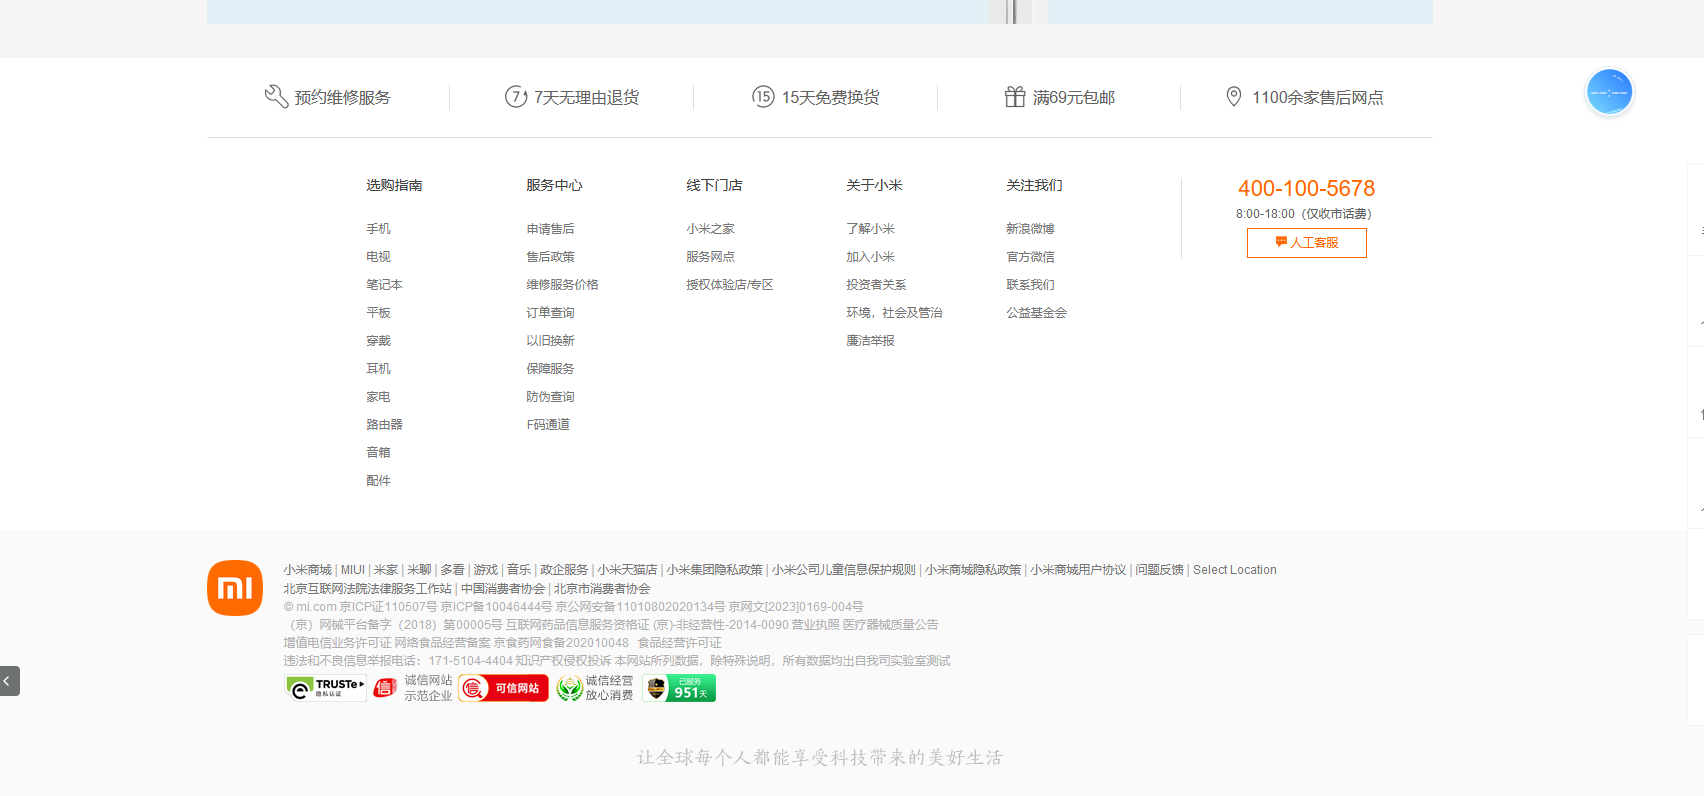 预约维修服务
7天无理由退货
15天免费换货
满69元包邮
1100余家售后网点
选购指南
手机
电视
笔记本
平板
穿戴
耳机
家电
路由器
音箱
配件
服务中心
申请售后
售后政策
维修服务价格
订单查询
以旧换新
保障服务
防伪查询
F码通道
线下门店
小米之家
服务网点
授权体验店/专区
关于小米
了解小米
加入小米
投资者关系
环境，社会及管治
廉洁举报
关注我们
新浪微博
官方微信
联系我们
公益基金会
400-100-5678
8:00-18:00（仅收市话费）
人工客服
小米商城 | MIUI | 米家 | 米聊 | 多看 | 游戏 | 音乐 | 政企服务 | 小米天猫店 | 小米集团隐私政策 | 小米公司儿童信息保护规则 | 小米商城隐私政策 | 小米商城用户协议 | 问题反馈 | Select Location
北京互联网法院法律服务工作站 | 中国消费者协会 | 北京市消费者协会
© mi.com 京ICP证110507号 京ICP备10046444号 京公网安备11010802020134号 京网文[2023]0169-004号
（京）网械平台备字（2018）第00005号 互联网药品信息服务资格证 (京)-非经营性-2014-0090 营业执照 医疗器械质量公告
增值电信业务许可证 网络食品经营备案 京食药网食备202010048 食品经营许可证
违法和不良信息举报电话：171-5104-4404 知识产权侵权投诉 本网站所列数据，除特殊说明，所有数据均出自我司实验室测试
TRUSTe
隐私认证
信
诚信网站
示范企业
信 可信网站
诚信经营
放心消费
已服务
951天
让全球每个人都能享受科技带来的美好生活